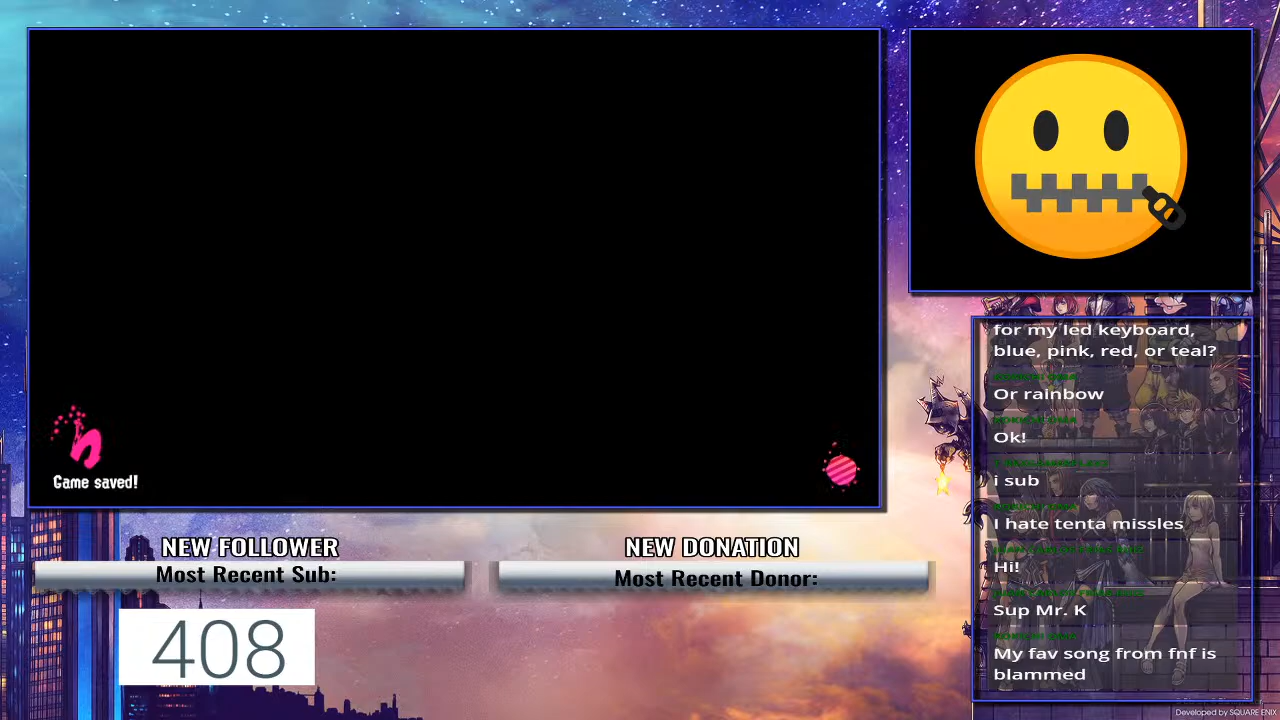 Game saved!
NEW FOLLOWER
Most Recent Sub:
NEW DONATION
Most Recent Donor:
408
for my led keyboard,
blue, pink, red, or teal?
Or rainbow
Ok!
i sub
I hate tenta missles
Hi!
Sup Mr. K
My fav song from fnf is
blammed
Developed by SQUARE ENIX